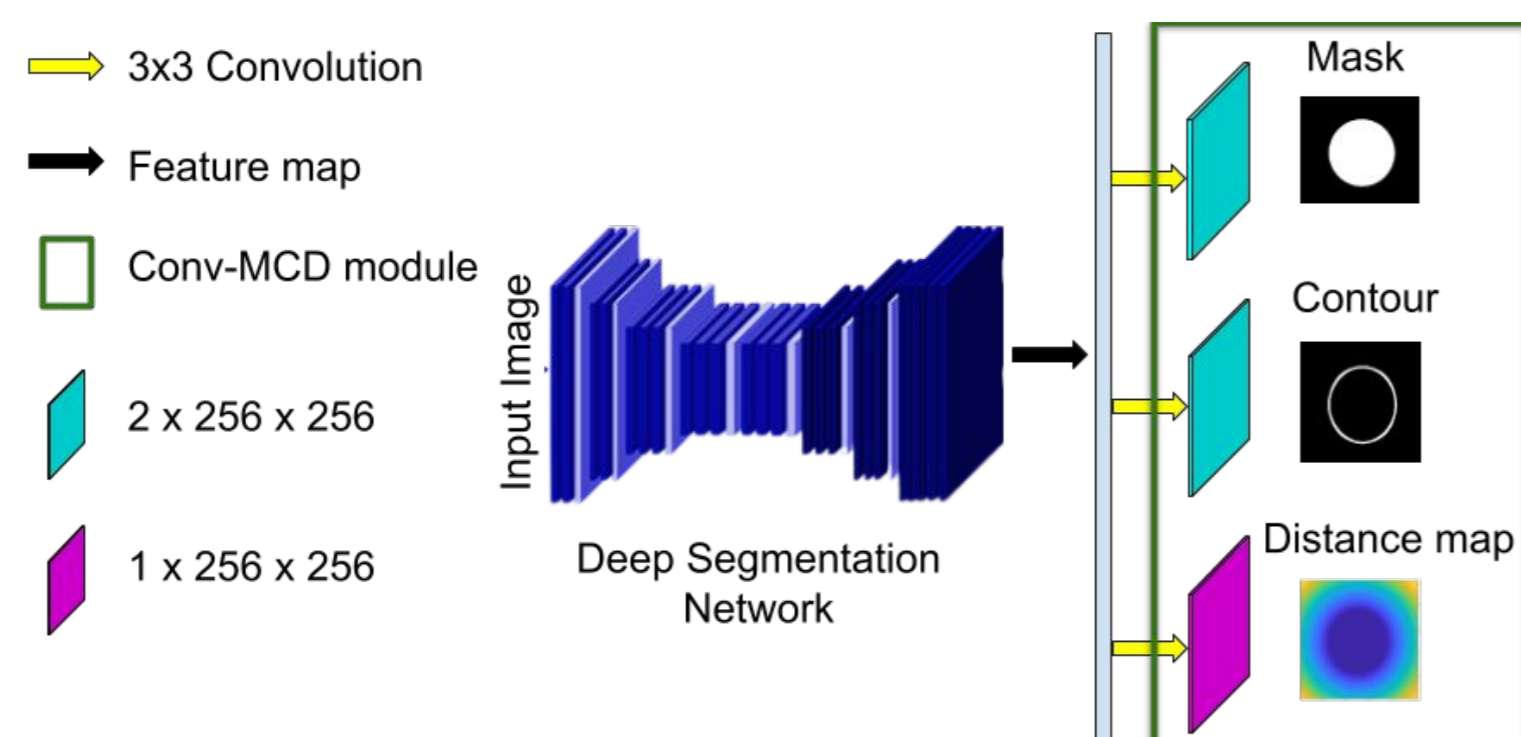 3x3 Convolution
Feature map
Conv-MCD module
2 x 256 x 256
1 x 256 x 256
Input Image
Deep Segmentation
Network
Mask
Contour
Distance map